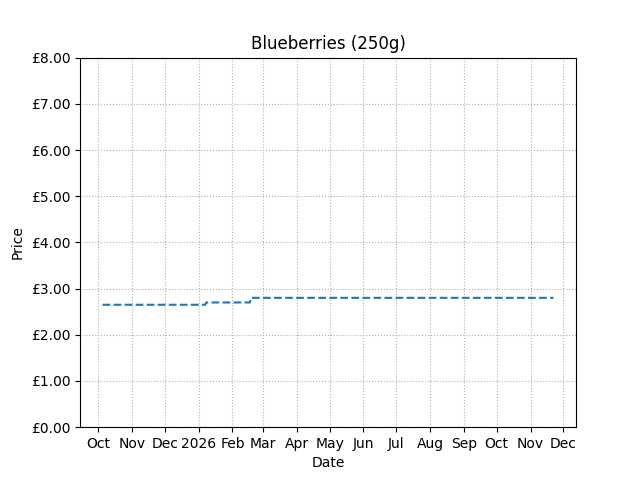 Blueberries (250g)
£8.00
£7.00
£6.00
£5.00
£4.00
£3.00
£2.00
£1.00
£0.00
Price
Oct Nov Dec 2026 Feb Mar Apr May Jun Jul Aug Sep Oct Nov Dec
Date